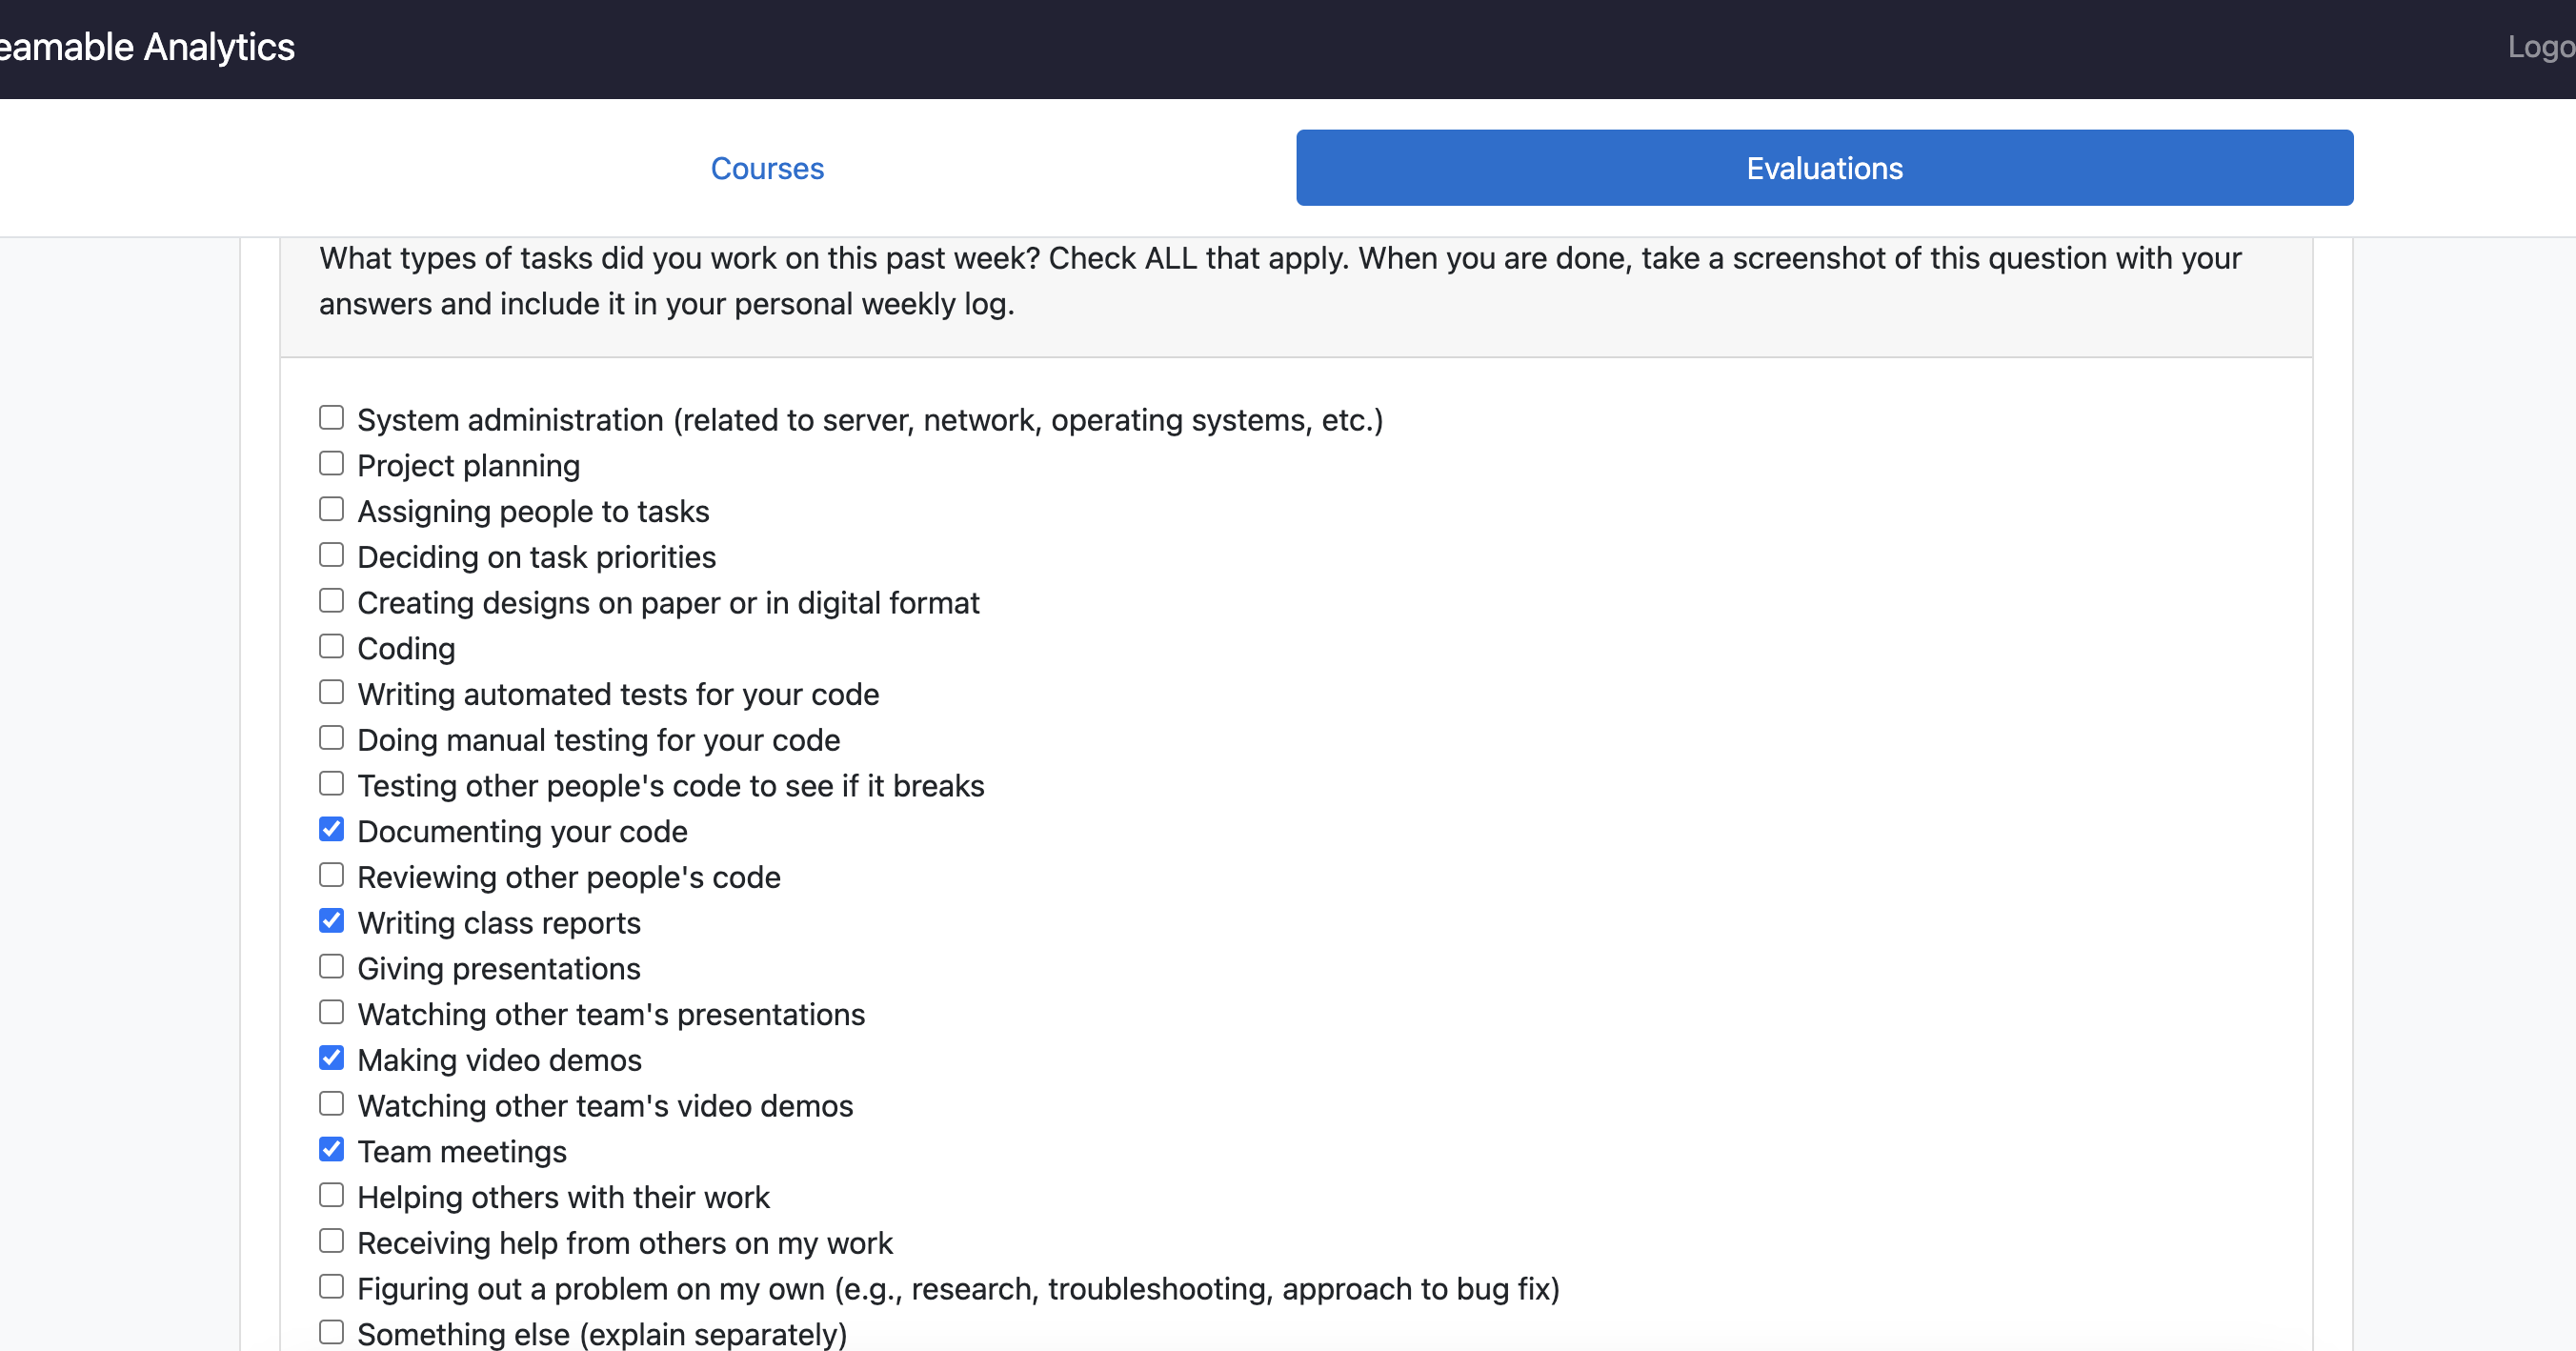 eamable Analytics
Logo
Courses
Evaluations
What types of tasks did you work on this past week? Check ALL that apply. When you are done, take a screenshot of this question with your
answers and include it in your personal weekly log.
System administration (related to server, network, operating systems, etc.)
Project planning
Assigning people to tasks
Deciding on task priorities
Creating designs on paper or in digital format
Coding
Writing automated tests for your code
Doing manual testing for your code
Testing other people's code to see if it breaks
Documenting your code
Reviewing other people's code
Writing class reports
Giving presentations
Watching other team's presentations
Making video demos
Watching other team's video demos
Team meetings
Helping others with their work
Receiving help from others on my work
Figuring out a problem on my own (e.g., research, troubleshooting, approach to bug fix)
Something else (explain separately)